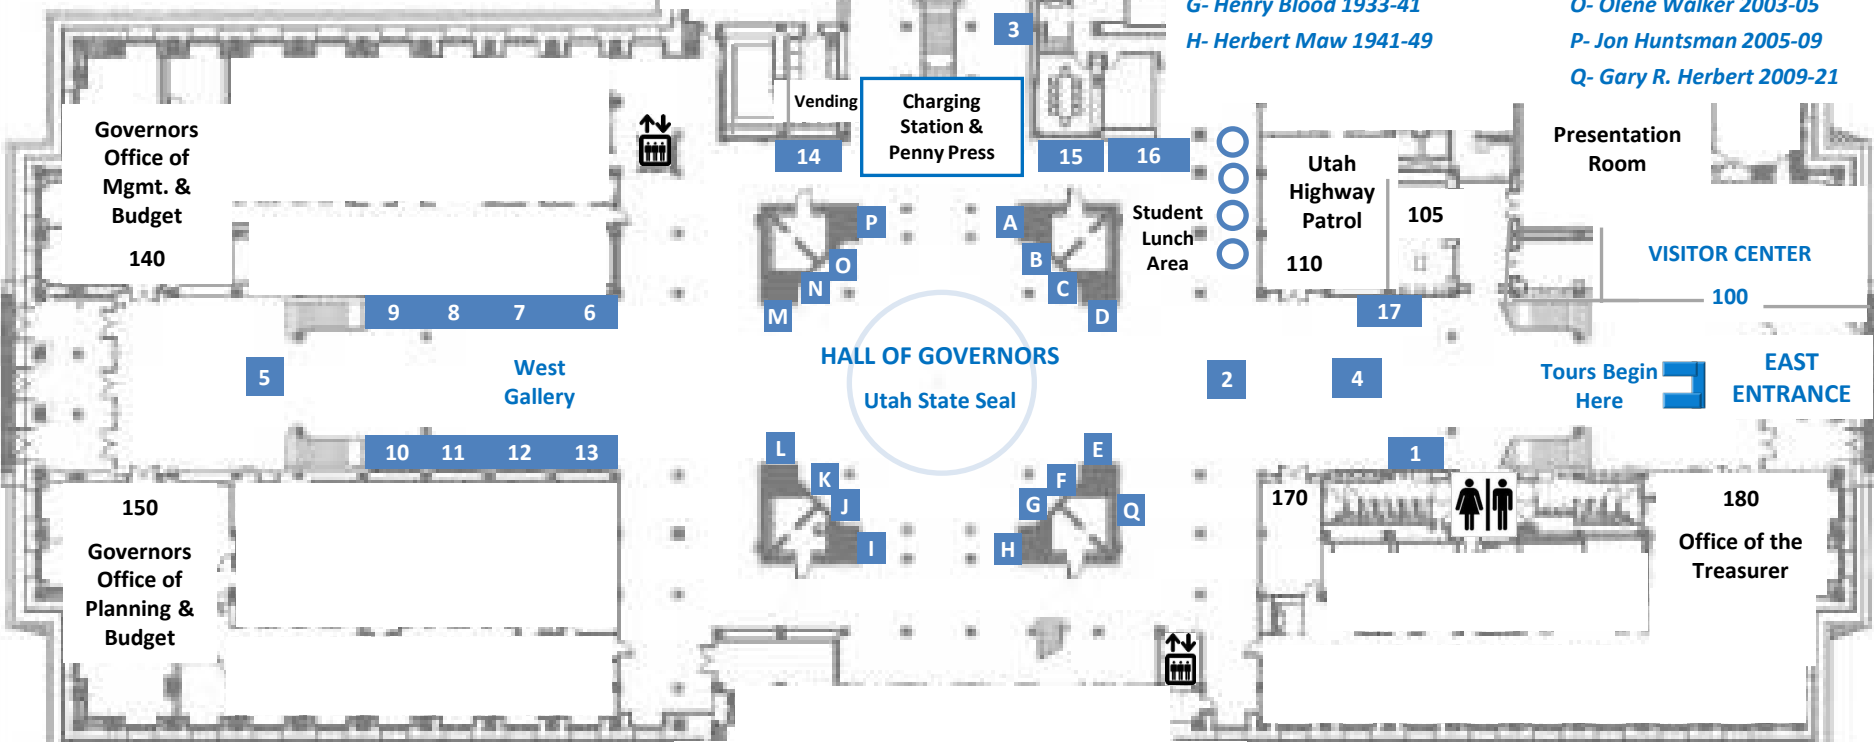 G- Henry Blood 1933-41
H- Herbert Maw 1941-49
O- Olene Walker 2003-05
P- Jon Huntsman 2005-09
Q- Gary R. Herbert 2009-21
3
Vending
Charging
Station &
Penny Press
14
15
16
Governors
Office of
Mgmt. &
Budget
140
Utah
Highway
Patrol
110
105
Presentation
Room
Student
Lunch
Area
VISITOR CENTER
100
P
O
N
M
A
B
C
D
9
8
7
6
17
5
West
Gallery
HALL OF GOVERNORS
Utah State Seal
2
4
Tours Begin
Here
EAST
ENTRANCE
10
11
12
13
1
L
K
J
I
E
F
G
H
Q
150
Governors
Office of
Planning &
Budget
170
180
Office of the
Treasurer